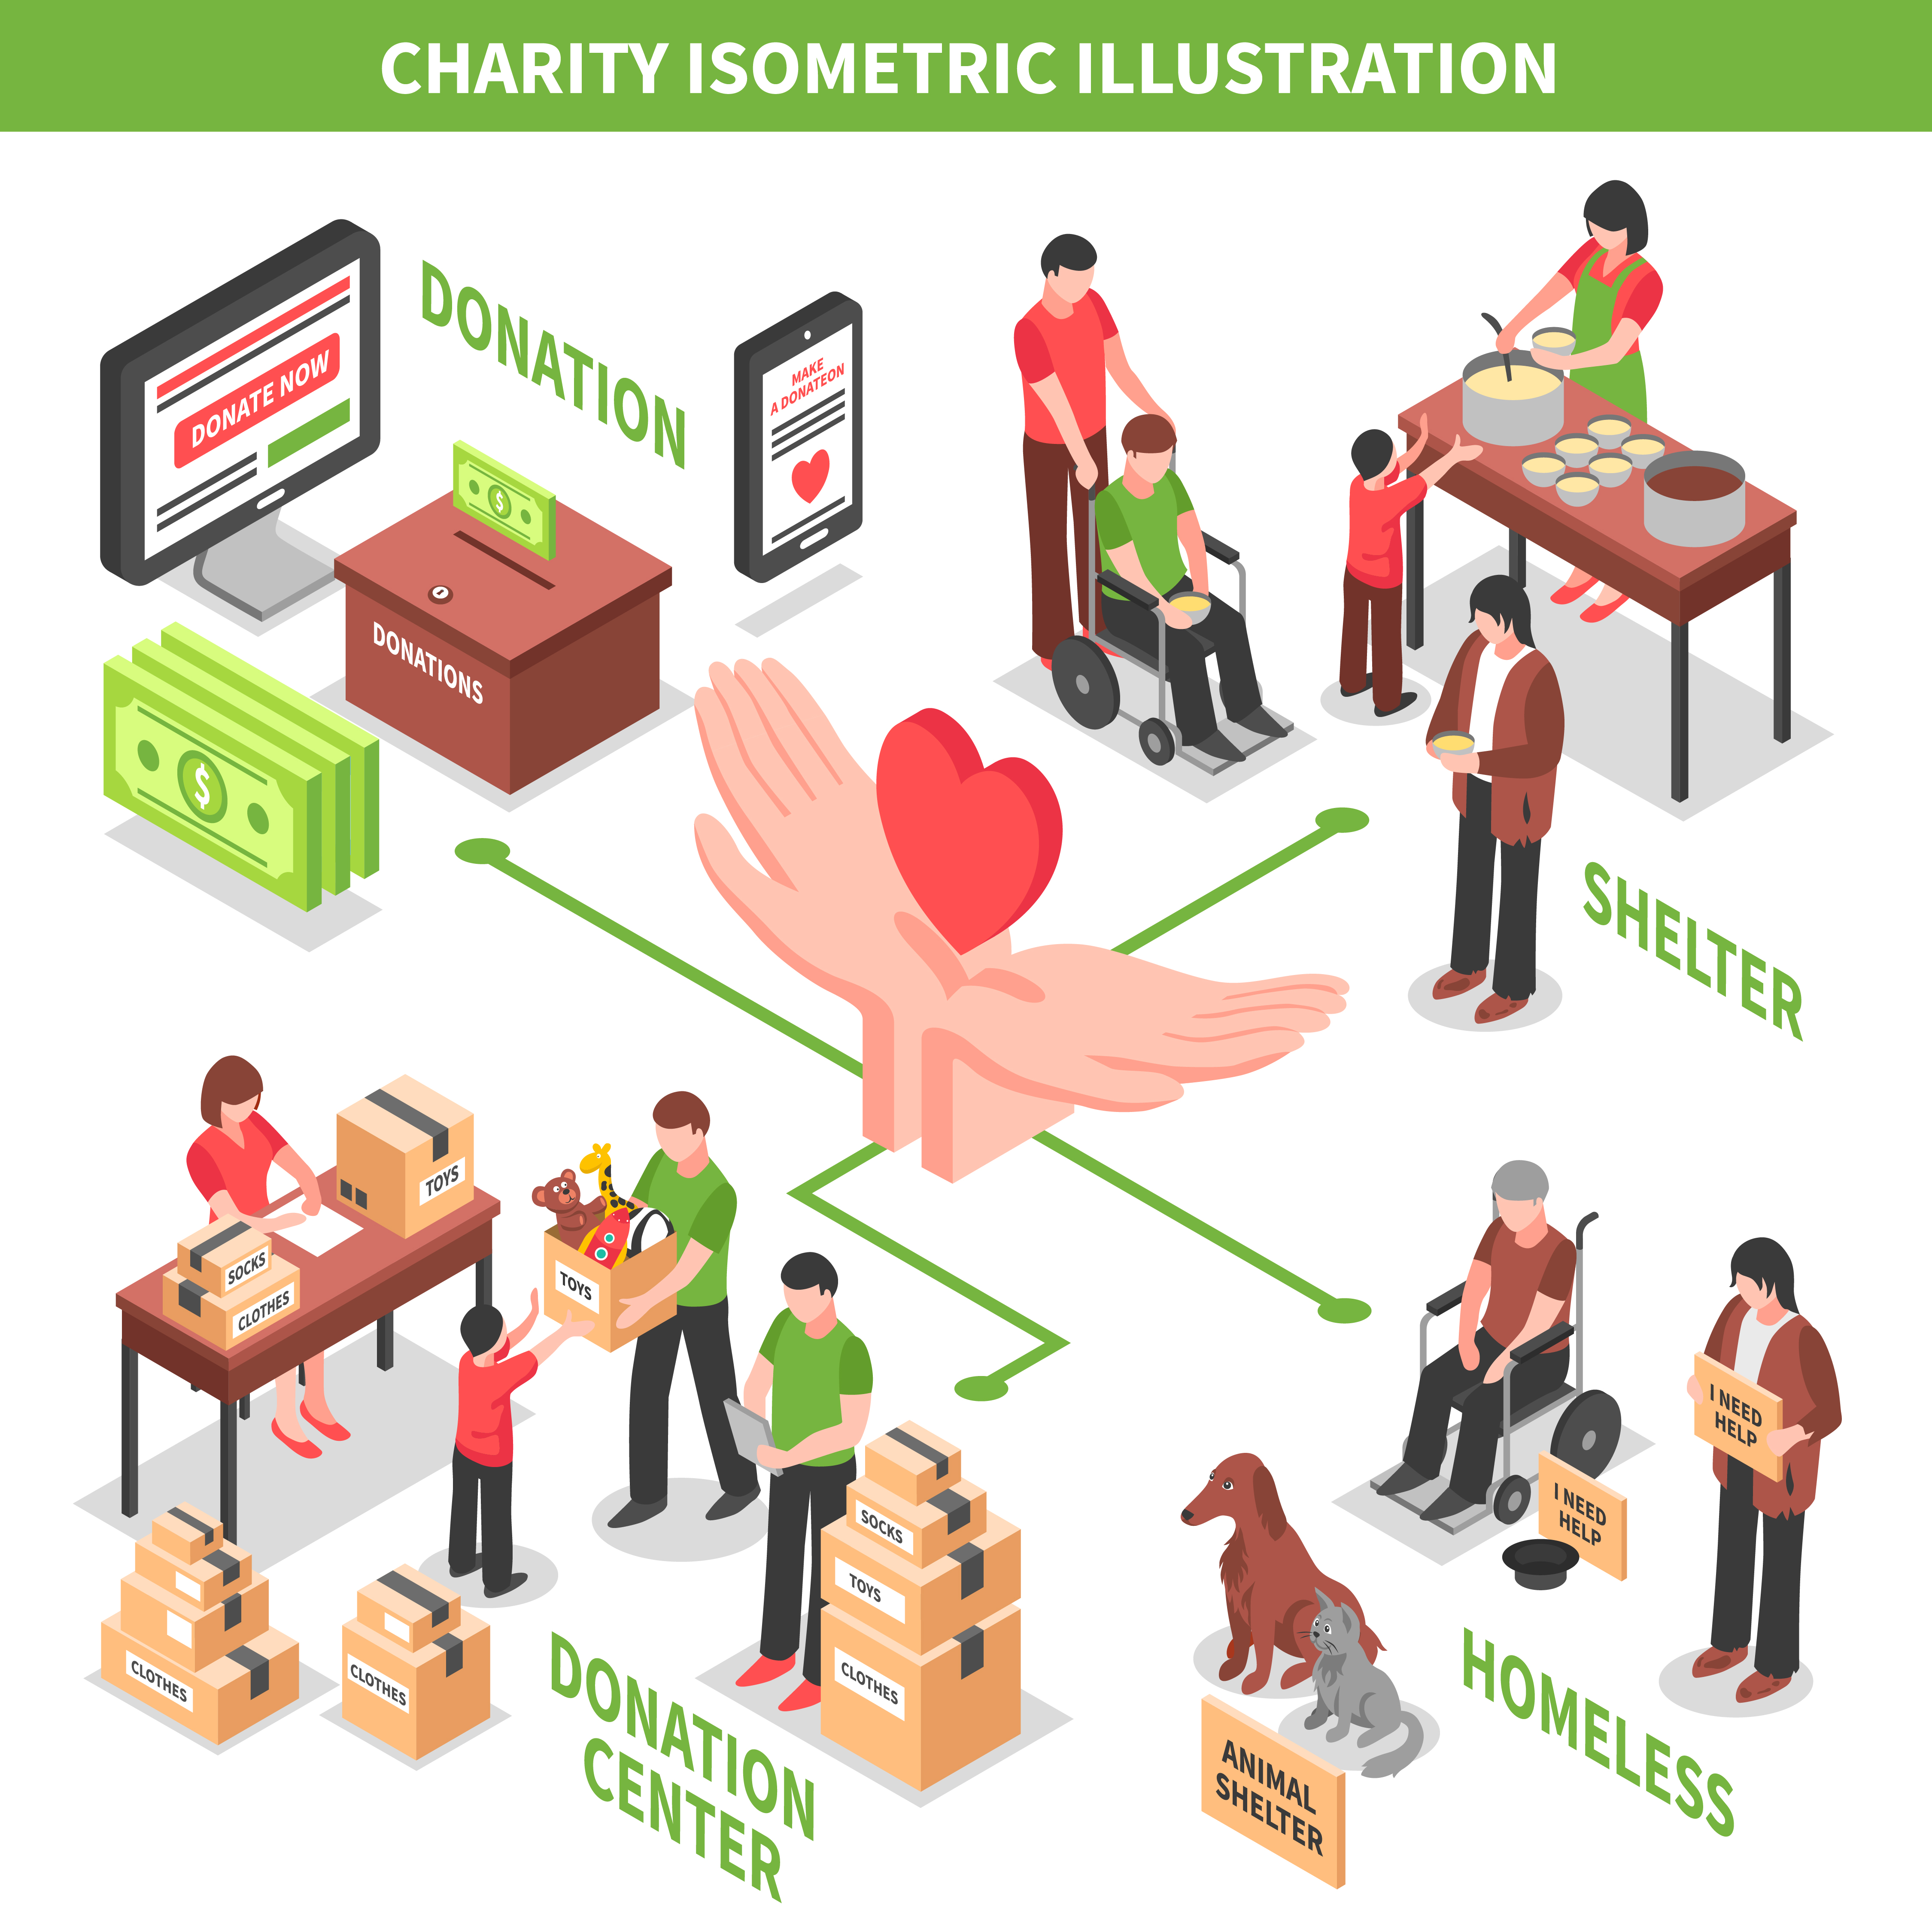 CHARITY ISOMETRIC ILLUSTRATION
DONATION
DONATE NOW
MAKE
A DONATEON
$
DONATIONS
$
SHELTER
TOYS
SOCKS
CLOTHES
TOYS
I NEED
HELP
I NEED
HELP
SOCKS
TOYS
CLOTHES
CLOTHES
CLOTHES
DONATION
CENTER
HOMELESS
ANIMAL
SHELTER